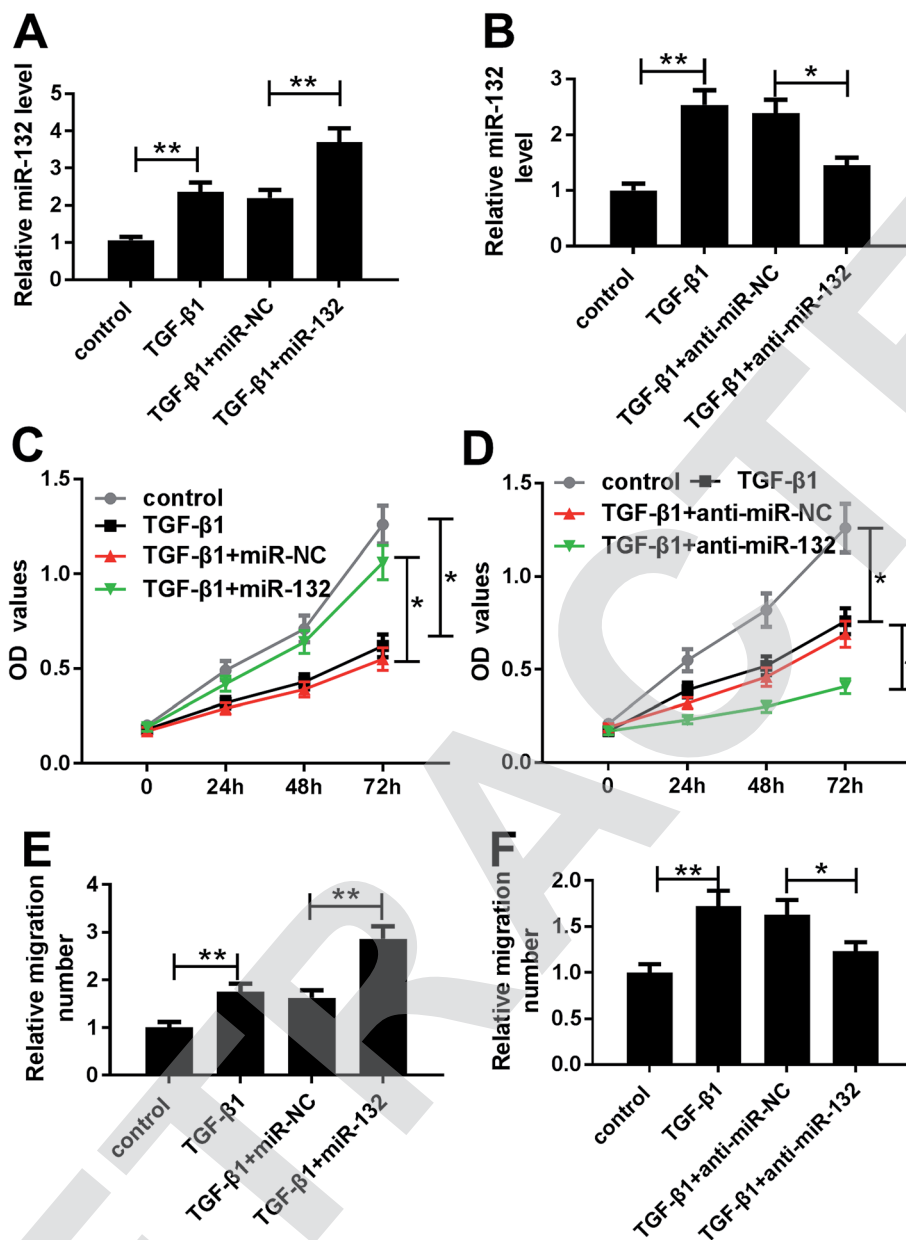 A
Relative miR-132 level
5
4
3
2
1
0
**
**
control
TGF-β1
TGF-β1+miR-NC
TGF-β1+miR-132
B
Relative miR-132
level
3
2
1
0
**
*
control
TGF-β1
TGF-β1+anti-miR-NC
TGF-β1+anti-miR-132
C
OD values
1.5
1.0
0.5
0.0
control
TGF-β1
TGF-β1+miR-NC
TGF-β1+miR-132
*
*
0 24h 48h 72h
D
OD values
1.5
1.0
0.5
0.0
control TGF-β1
TGF-β1+anti-miR-NC
TGF-β1+anti-miR-132
*
0 24h 48h 72h
E
Relative migration
number
4
3
2
1
0
**
**
control
TGF-β1
TGF-β1+miR-NC
TGF-β1+miR-132
F
Relative migration
number
2.0
1.5
1.0
0.5
0.0
**
*
control
TGF-β1
TGF-β1+anti-miR-NC
TGF-β1+anti-miR-132